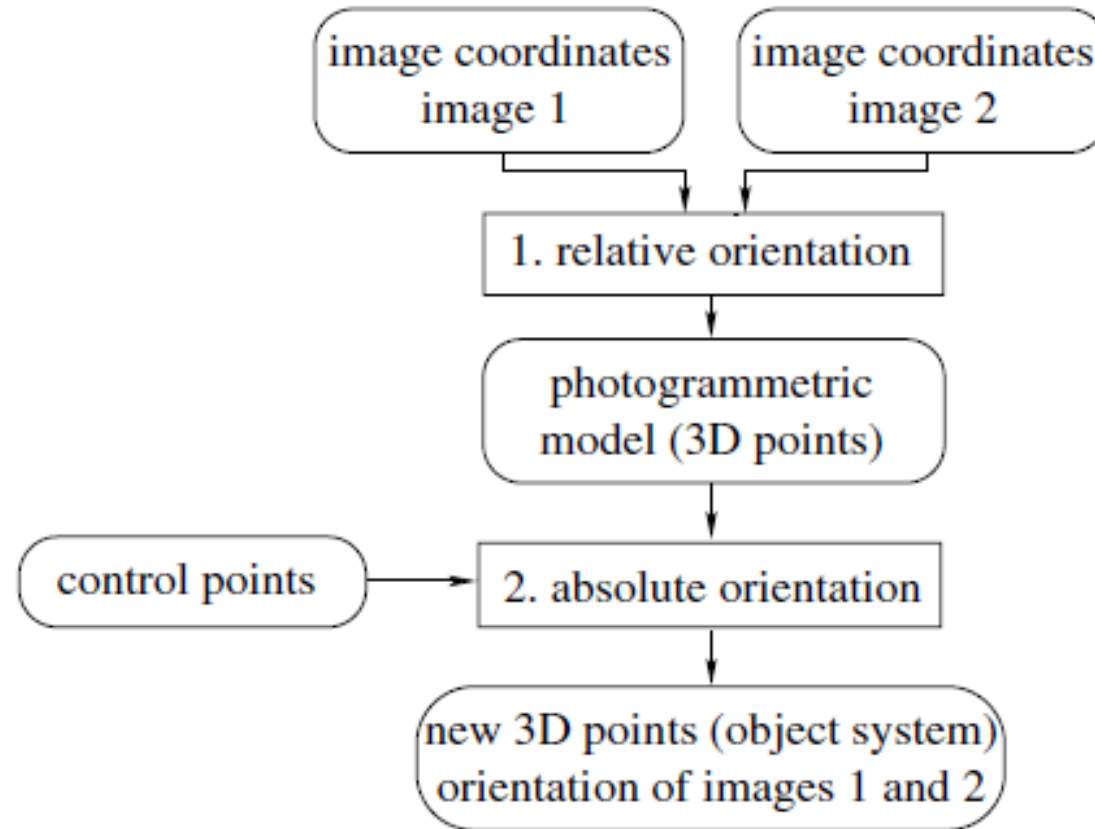 image coordinates
image 1
image coordinates
image 2
1. relative orientation
photogrammetric
model (3D points)
control points
2. absolute orientation
new 3D points (object system)
orientation of images 1 and 2